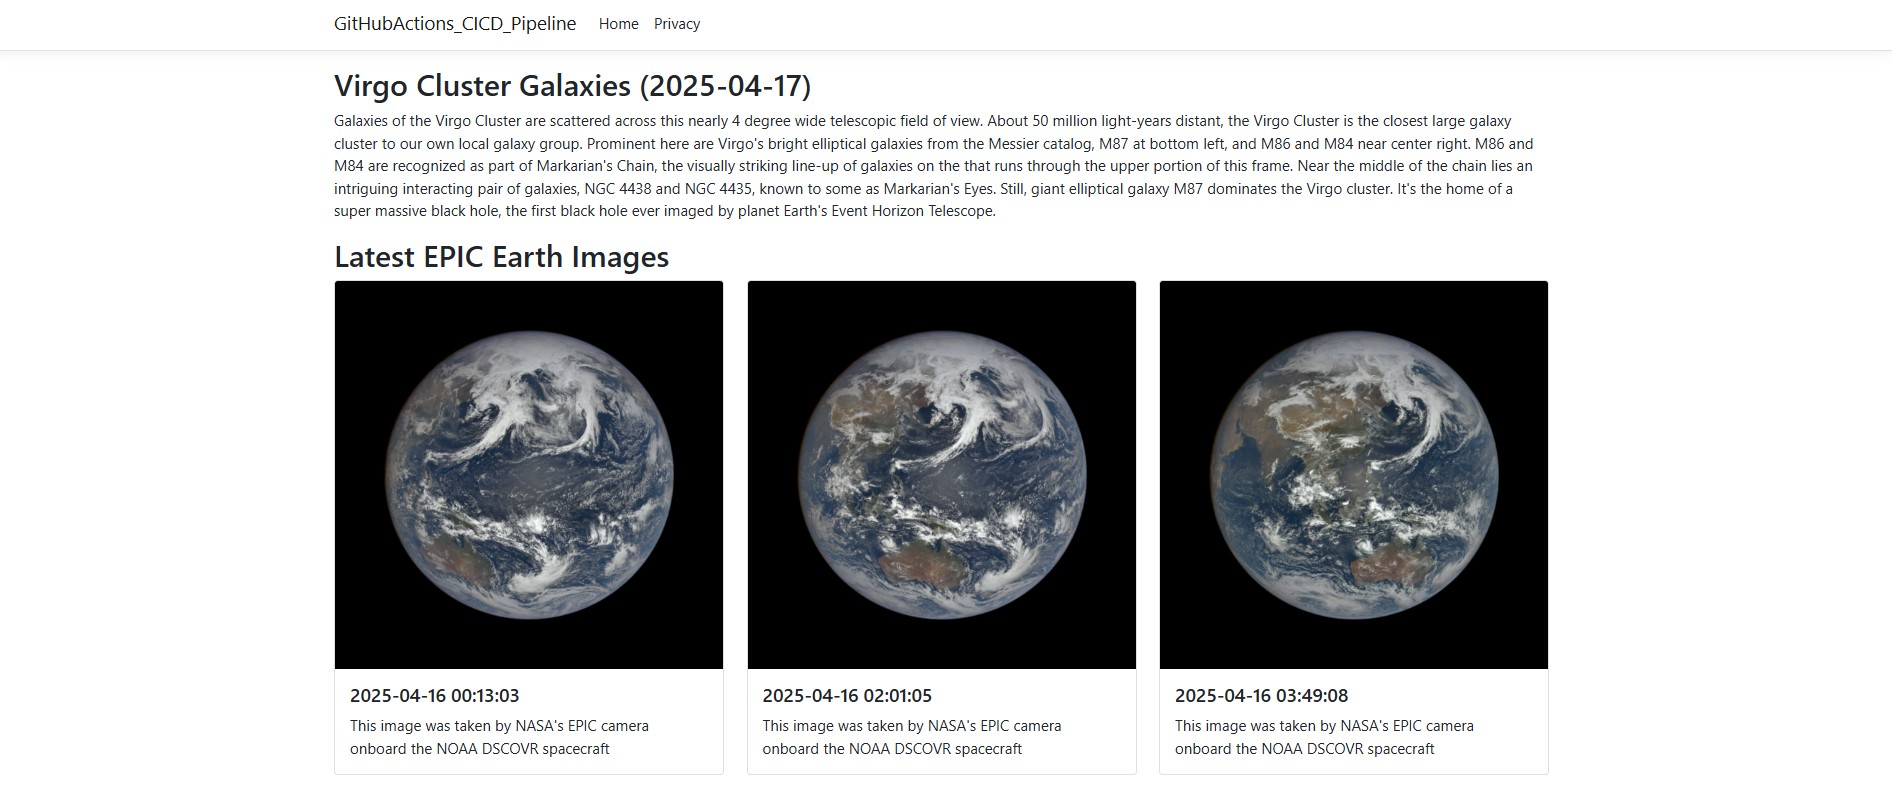 GitHubActions_CICD_Pipeline Home Privacy
Virgo Cluster Galaxies (2025-04-17)
Galaxies of the Virgo Cluster are scattered across this nearly 4 degree wide telescopic field of view. About 50 million light-years distant, the Virgo Cluster is the closest large galaxy
cluster to our own local galaxy group. Prominent here are Virgo's bright elliptical galaxies from the Messier catalog, M87 at bottom left, and M86 and M84 near center right. M86 and
M84 are recognized as part of Markarian's Chain, the visually striking line-up of galaxies on the that runs through the upper portion of this frame. Near the middle of the chain lies an
intriguing interacting pair of galaxies, NGC 4438 and NGC 4435, known to some as Markarian's Eyes. Still, giant elliptical galaxy M87 dominates the Virgo cluster. It's the home of a
super massive black hole, the first black hole ever imaged by planet Earth's Event Horizon Telescope.
Latest EPIC Earth Images
2025-04-16 00:13:03
This image was taken by NASA's EPIC camera
onboard the NOAA DSCOVR spacecraft
2025-04-16 02:01:05
This image was taken by NASA's EPIC camera
onboard the NOAA DSCOVR spacecraft
2025-04-16 03:49:08
This image was taken by NASA's EPIC camera
onboard the NOAA DSCOVR spacecraft